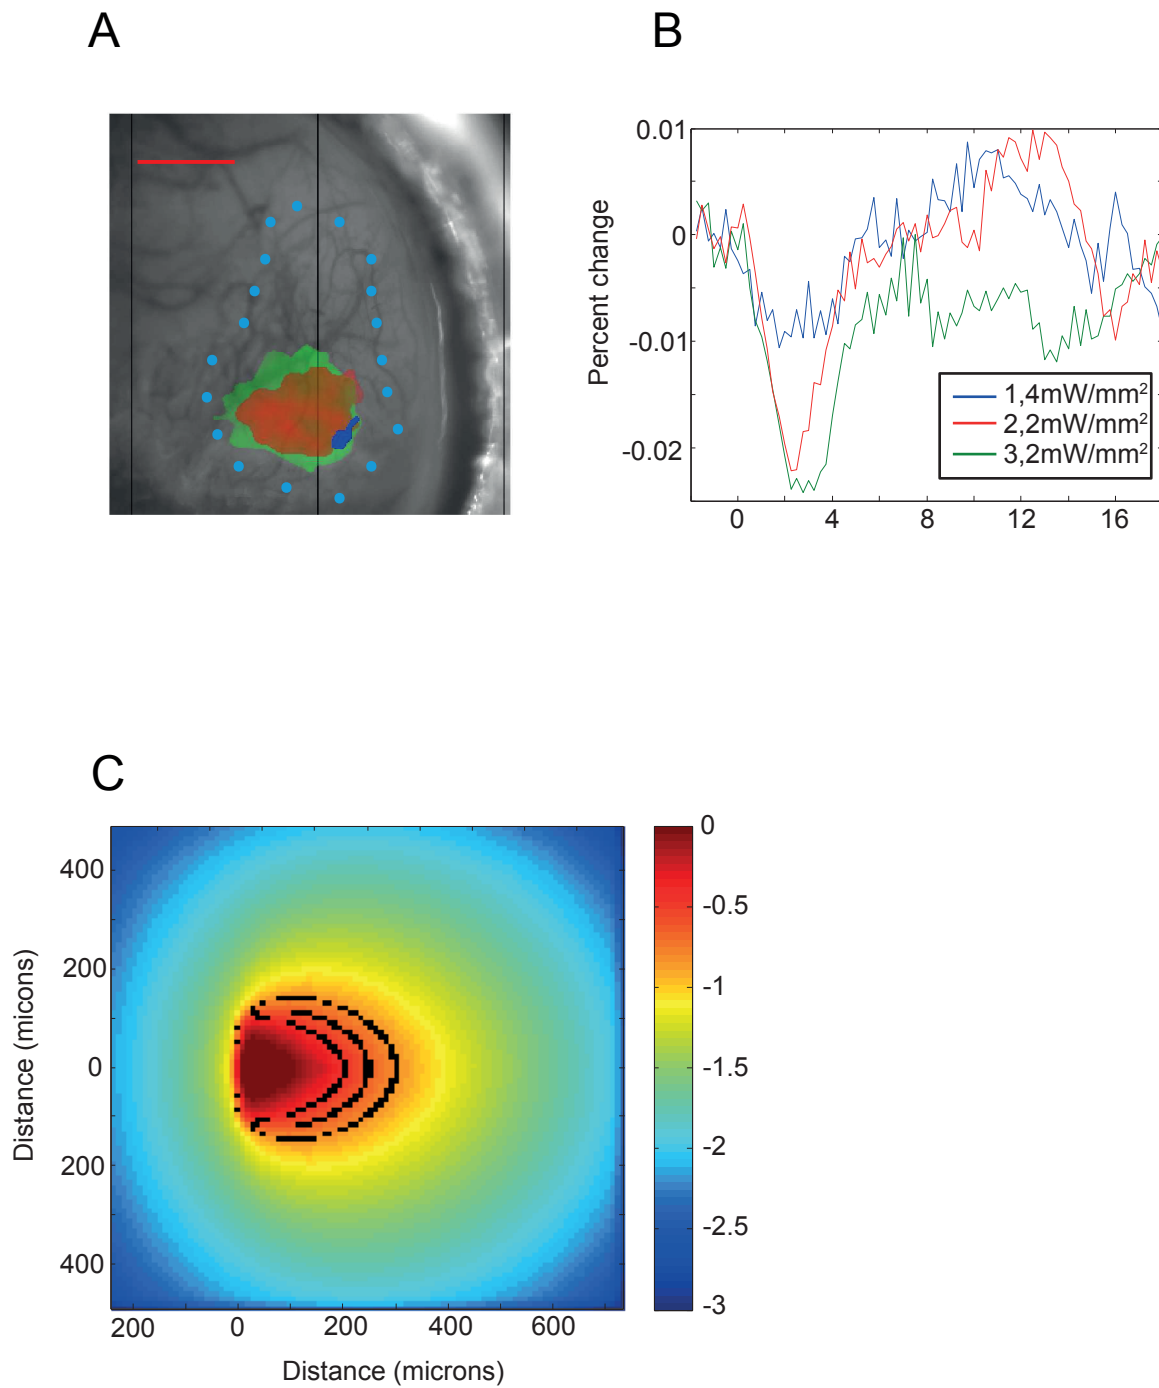 A
B
0.01
0
-0.01
-0.02
Percent change
1,4mW/mm²
2,2mW/mm²
3,2mW/mm²
0 4 8 12 16
C
400
200
0
200
400
Distance (micons)
200 0 200 400 600
Distance (microns)
0
-0.5
-1
-1.5
-2
-2.5
-3